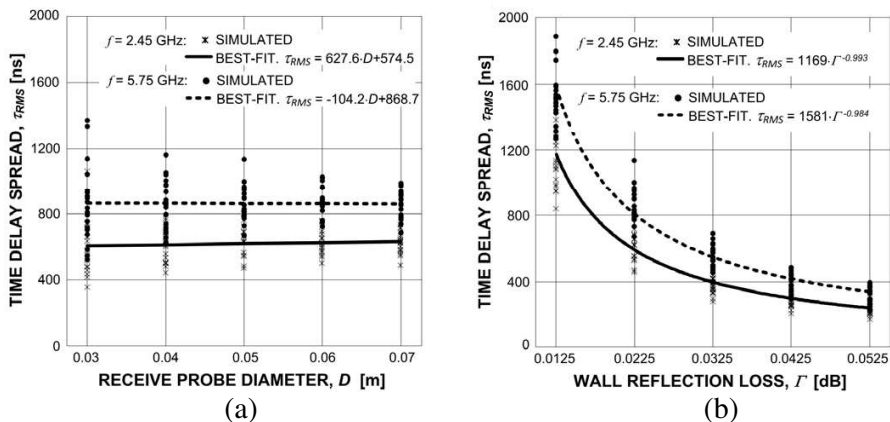 2000
f = 2.45 GHz: SIMULATED
BEST-FIT. τRMS = 627.6·D+574.5
f = 5.75 GHz: SIMULATED
BEST-FIT. τRMS = -104.2·D+868.7
1600
1200
800
400
0
TIME DELAY SPREAD, τRMS [ns]
0.03 0.04 0.05 0.06 0.07
RECEIVE PROBE DIAMETER, D [m]
(a)
2000
f = 2.45 GHz: SIMULATED
BEST-FIT. τRMS = 1169·Γ^-0.993
f = 5.75 GHz: SIMULATED
BEST-FIT. τRMS = 1581·Γ^-0.984
1600
1200
800
400
0
TIME DELAY SPREAD, τRMS [ns]
0.0125 0.0225 0.0325 0.0425 0.0525
WALL REFLECTION LOSS, Γ [dB]
(b)